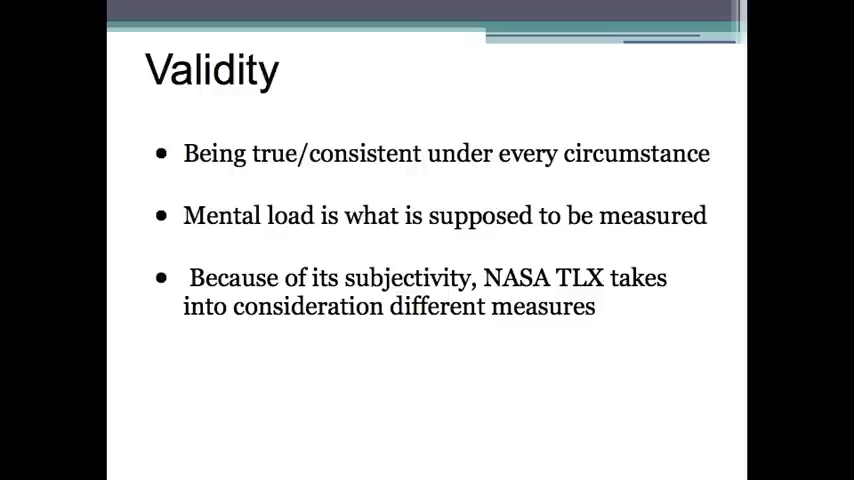 Validity
• Being true/consistent under every circumstance
• Mental load is what is supposed to be measured
• Because of its subjectivity, NASA TLX takes
into consideration different measures